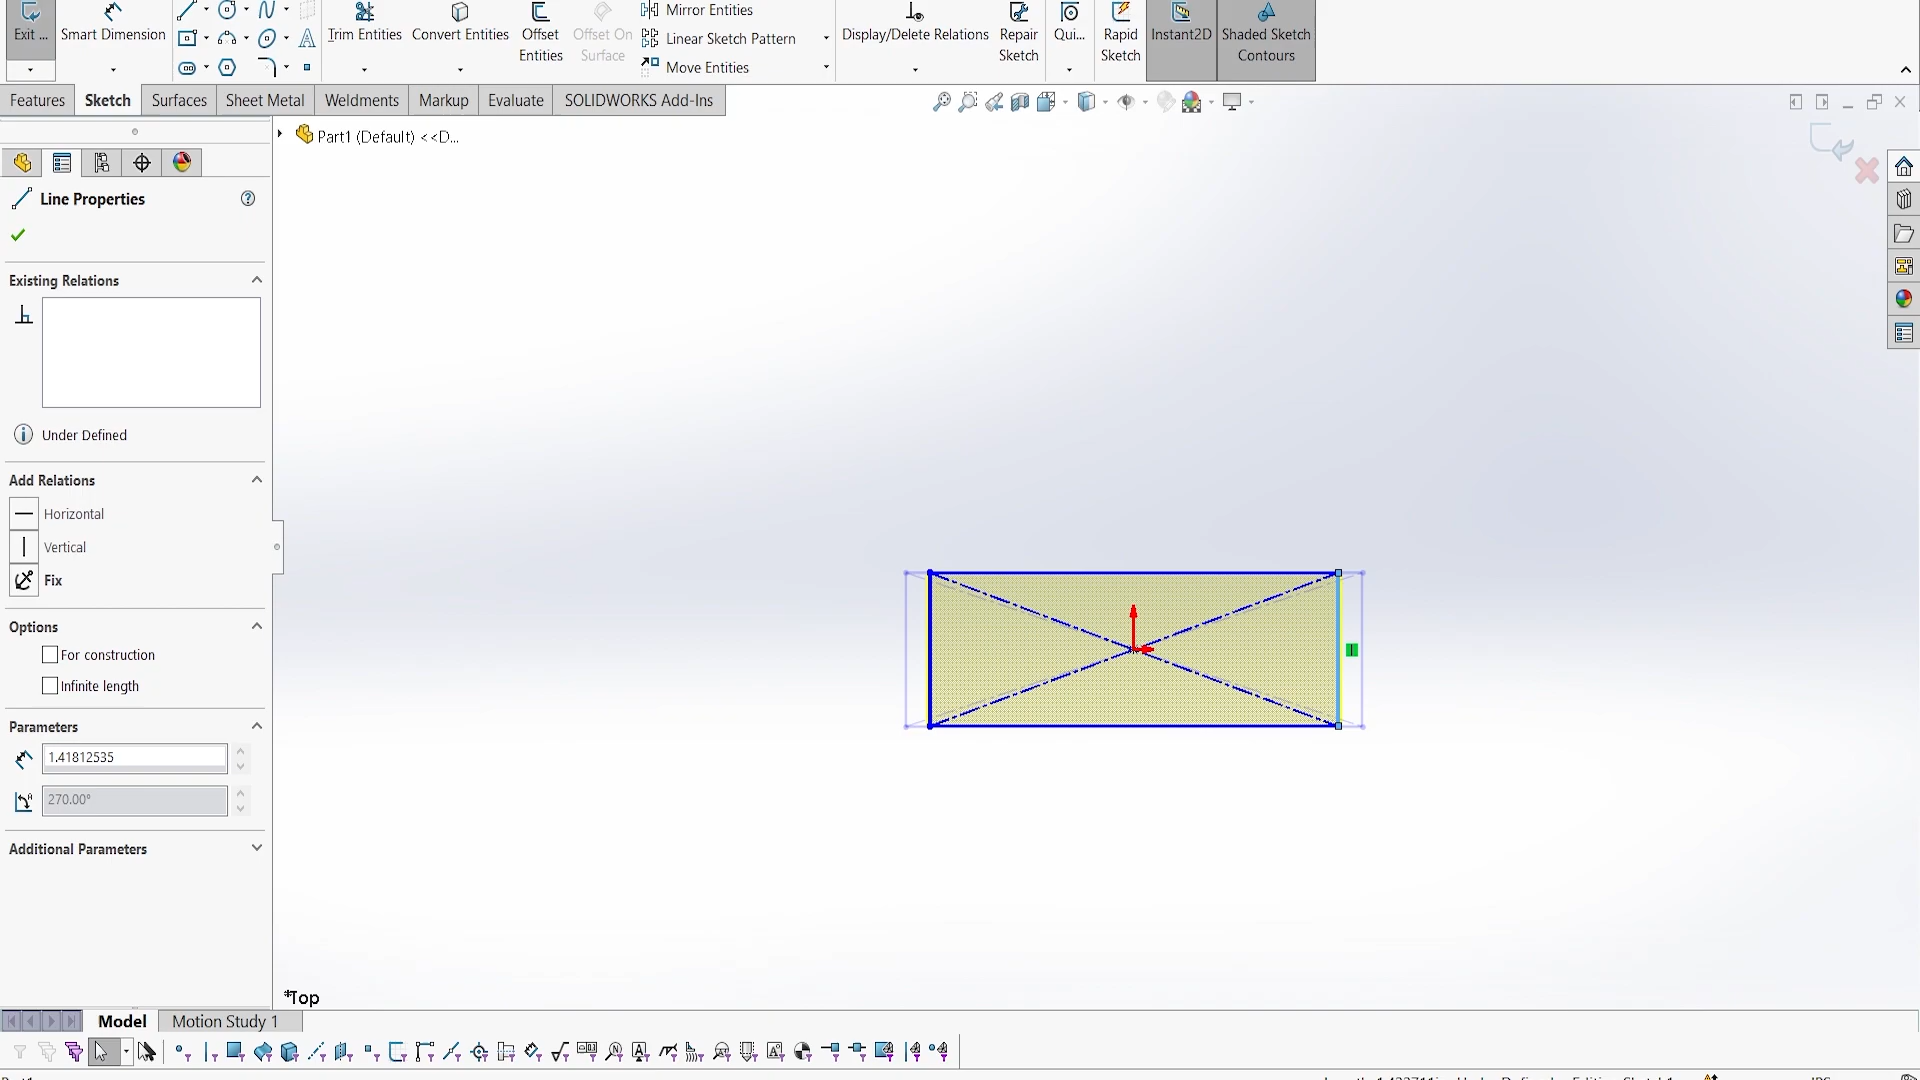 Exit ...
Smart Dimension
Trim Entities
Convert Entities
Offset Entities
Offset On Surface
Mirror Entities
Linear Sketch Pattern
Move Entities
Display/Delete Relations
Repair Sketch
Qui...
Rapid Sketch
Instant2D
Shaded Sketch Contours
Features
Sketch
Surfaces
Sheet Metal
Weldments
Markup
Evaluate
SOLIDWORKS Add-Ins
Part1 (Default) <<D...
Line Properties
Existing Relations
Under Defined
Add Relations
Horizontal
Vertical
Fix
Options
For construction
Infinite length
Parameters
1.41812535
270.00°
Additional Parameters
*Top
Model
Motion Study 1